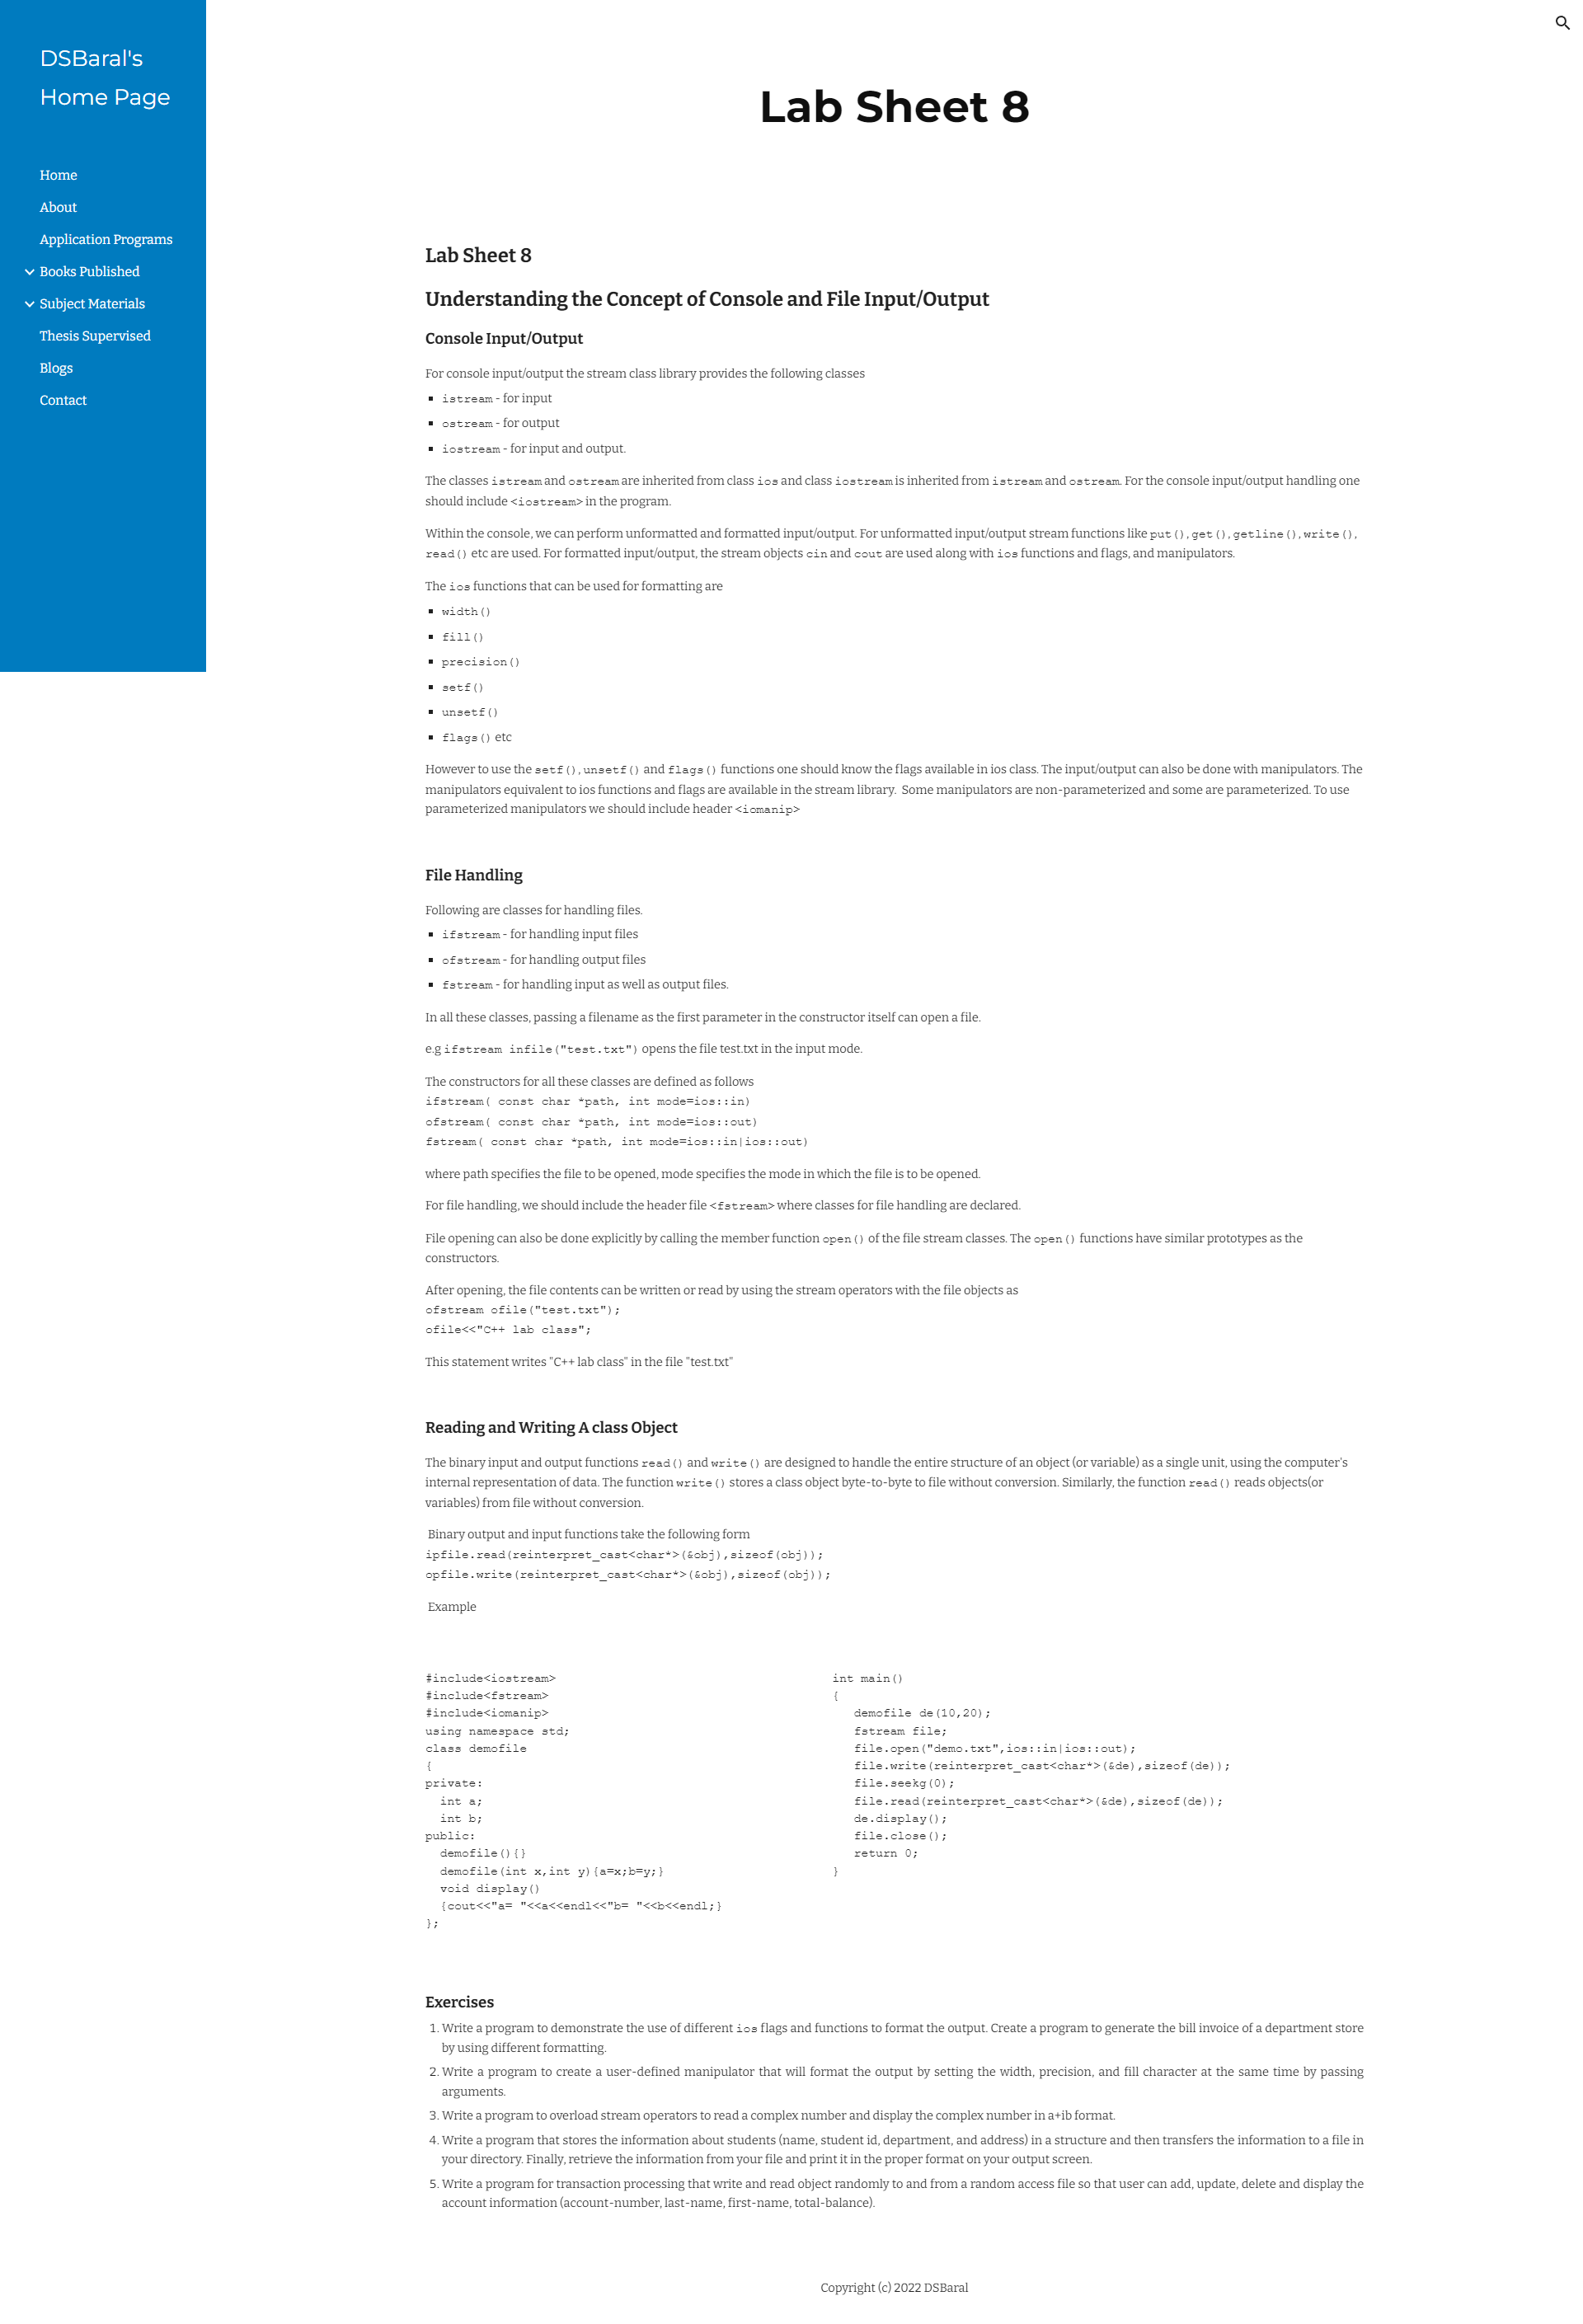 DSBaral's
Home Page
Home
About
Application Programs
Books Published
Subject Materials
Thesis Supervised
Blogs
Contact
Lab Sheet 8
Lab Sheet 8
Understanding the Concept of Console and File Input/Output
Console Input/Output
For console input/output the stream class library provides the following classes
▪ istream - for input
▪ ostream - for output
▪ iostream - for input and output.
The classes istream and ostream are inherited from class ios and class iostream is inherited from istream and ostream. For the console input/output handling one
should include <iostream> in the program.
Within the console, we can perform unformatted and formatted input/output. For unformatted input/output stream functions like put(), get(), getline(), write(),
read() etc are used. For formatted input/output, the stream objects cin and cout are used along with ios functions and flags, and manipulators.
The ios functions that can be used for formatting are
▪ width()
▪ fill()
▪ precision()
▪ setf()
▪ unsetf()
▪ flags() etc
However to use the setf(), unsetf() and flags() functions one should know the flags available in ios class. The input/output can also be done with manipulators. The
manipulators equivalent to ios functions and flags are available in the stream library.  Some manipulators are non-parameterized and some are parameterized. To use
parameterized manipulators we should include header <iomanip>
File Handling
Following are classes for handling files.
▪ ifstream - for handling input files
▪ ofstream - for handling output files
▪ fstream - for handling input as well as output files.
In all these classes, passing a filename as the first parameter in the constructor itself can open a file.
e.g ifstream infile("test.txt") opens the file test.txt in the input mode.
The constructors for all these classes are defined as follows
ifstream( const char *path, int mode=ios::in)
ofstream( const char *path, int mode=ios::out)
fstream( const char *path, int mode=ios::in|ios::out)
where path specifies the file to be opened, mode specifies the mode in which the file is to be opened.
For file handling, we should include the header file <fstream> where classes for file handling are declared.
File opening can also be done explicitly by calling the member function open() of the file stream classes. The open() functions have similar prototypes as the
constructors.
After opening, the file contents can be written or read by using the stream operators with the file objects as
ofstream ofile("test.txt");
ofile<<"C++ lab class";
This statement writes "C++ lab class" in the file "test.txt"
Reading and Writing A class Object
The binary input and output functions read() and write() are designed to handle the entire structure of an object (or variable) as a single unit, using the computer's
internal representation of data. The function write() stores a class object byte-to-byte to file without conversion. Similarly, the function read() reads objects(or
variables) from file without conversion.
Binary output and input functions take the following form
ipfile.read(reinterpret_cast<char*>(&obj),sizeof(obj));
opfile.write(reinterpret_cast<char*>(&obj),sizeof(obj));
Example
#include<iostream>
#include<fstream>
#include<iomanip>
using namespace std;
class demofile
{
private:
  int a;
  int b;
public:
  demofile(){}
  demofile(int x,int y){a=x;b=y;}
  void display()
  {cout<<"a= "<<a<<endl<<"b= "<<b<<endl;}
};
int main()
{
   demofile de(10,20);
   fstream file;
   file.open("demo.txt",ios::in|ios::out);
   file.write(reinterpret_cast<char*>(&de),sizeof(de));
   file.seekg(0);
   file.read(reinterpret_cast<char*>(&de),sizeof(de));
   de.display();
   file.close();
   return 0;
}
Exercises
1. Write a program to demonstrate the use of different ios flags and functions to format the output. Create a program to generate the bill invoice of a department store
by using different formatting.
2. Write a program to create a user-defined manipulator that will format the output by setting the width, precision, and fill character at the same time by passing
arguments.
3. Write a program to overload stream operators to read a complex number and display the complex number in a+ib format.
4. Write a program that stores the information about students (name, student id, department, and address) in a structure and then transfers the information to a file in
your directory. Finally, retrieve the information from your file and print it in the proper format on your output screen.
5. Write a program for transaction processing that write and read object randomly to and from a random access file so that user can add, update, delete and display the
account information (account-number, last-name, first-name, total-balance).
Copyright (c) 2022 DSBaral